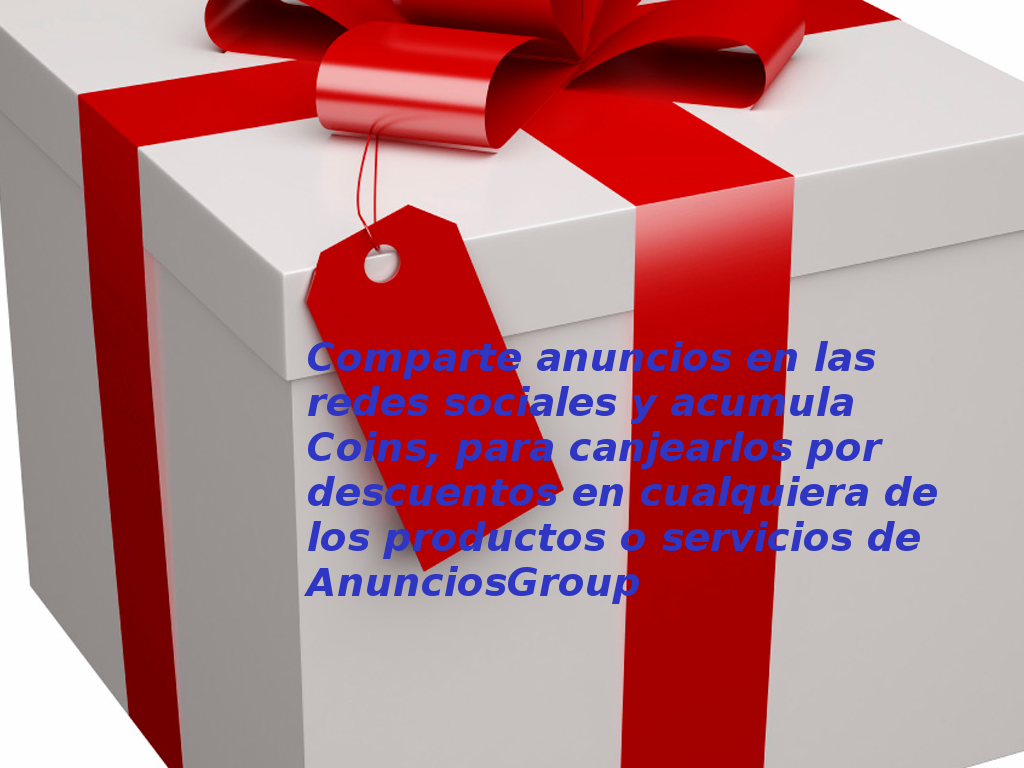 Comparte anuncios en las
redes sociales y acumula
Coins, para canjearlos por
descuentos en cualquiera de
los productos o servicios de
AnunciosGroup